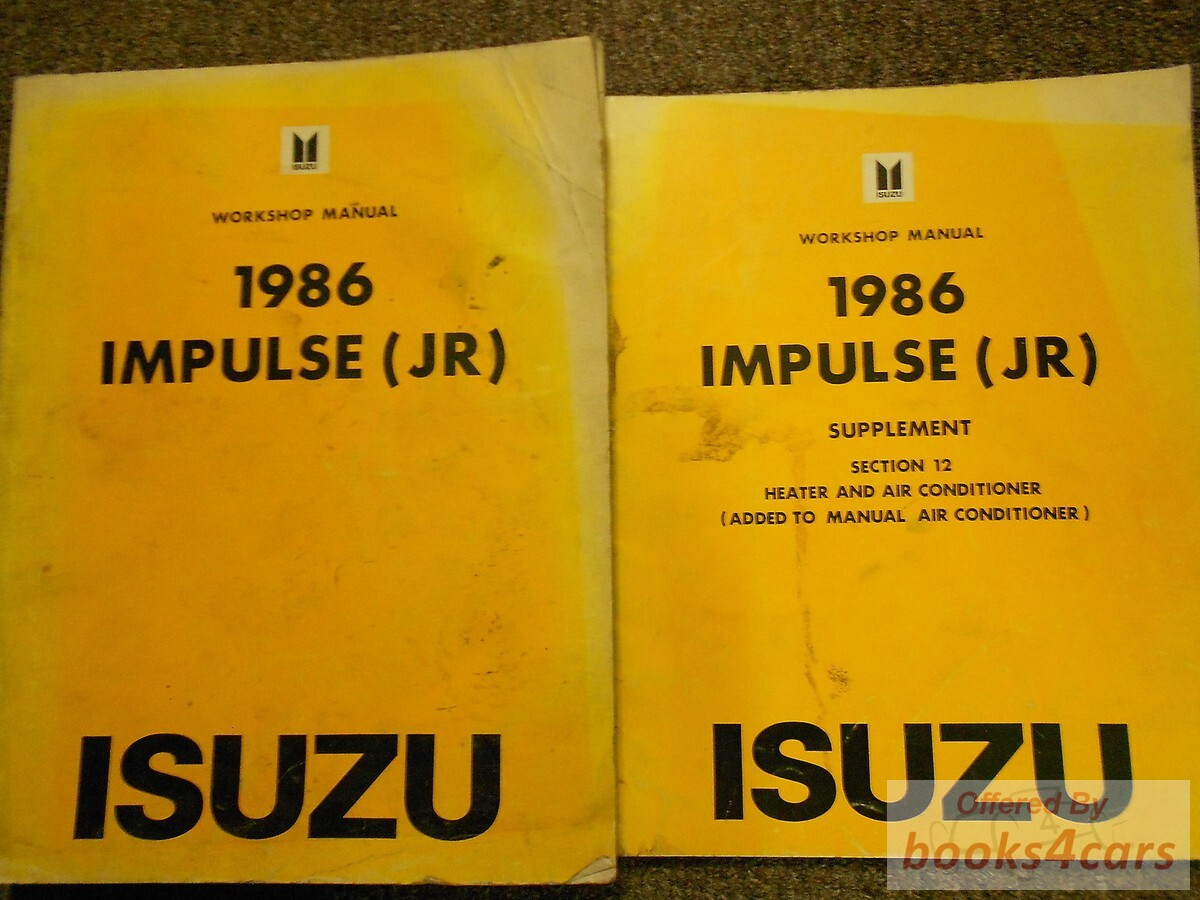 ISUZU
WORKSHOP MANUAL
1986
IMPULSE (JR)
ISUZU
ISUZU
WORKSHOP MANUAL
1986
IMPULSE (JR)
SUPPLEMENT
SECTION 12
HEATER AND AIR CONDITIONER
(ADDED TO MANUAL AIR CONDITIONER)
ISUZU
Offered By
books4cars